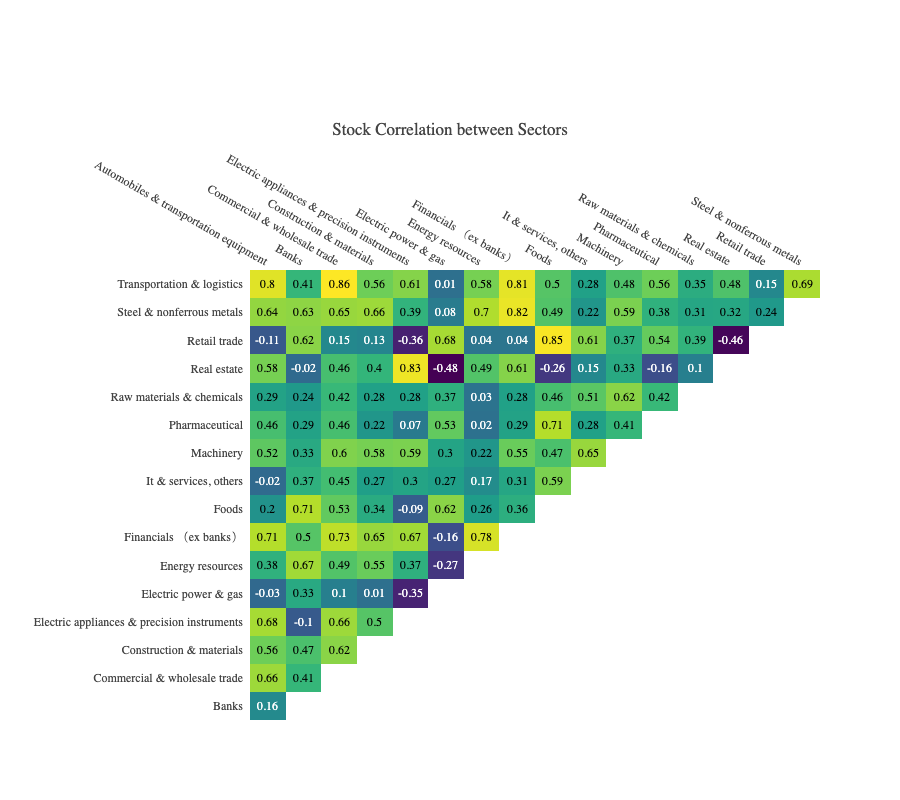 Stock Correlation between Sectors
Automobiles & transportation equipment
Banks
Commercial & wholesale trade
Construction & materials
Electric appliances & precision instruments
Electric power & gas
Energy resources
Financials （ex banks）
Foods
It & services, others
Machinery
Pharmaceutical
Raw materials & chemicals
Real estate
Retail trade
Steel & nonferrous metals
Transportation & logistics 0.8 0.41 0.86 0.56 0.61 0.01 0.58 0.81 0.5 0.28 0.48 0.56 0.35 0.48 0.15 0.69
Steel & nonferrous metals 0.64 0.63 0.65 0.66 0.39 0.08 0.7 0.82 0.49 0.22 0.59 0.38 0.31 0.32 0.24
Retail trade -0.11 0.62 0.15 0.13 -0.36 0.68 0.04 0.04 0.85 0.61 0.37 0.54 0.39 -0.46
Real estate 0.58 -0.02 0.46 0.4 0.83 -0.48 0.49 0.61 -0.26 0.15 0.33 -0.16 0.1
Raw materials & chemicals 0.29 0.24 0.42 0.28 0.28 0.37 0.03 0.28 0.46 0.51 0.62 0.42
Pharmaceutical 0.46 0.29 0.46 0.22 0.07 0.53 0.02 0.29 0.71 0.28 0.41
Machinery 0.52 0.33 0.6 0.58 0.59 0.3 0.22 0.55 0.47 0.65
It & services, others -0.02 0.37 0.45 0.27 0.3 0.27 0.17 0.31 0.59
Foods 0.2 0.71 0.53 0.34 -0.09 0.62 0.26 0.36
Financials （ex banks） 0.71 0.5 0.73 0.65 0.67 -0.16 0.78
Energy resources 0.38 0.67 0.49 0.55 0.37 -0.27
Electric power & gas -0.03 0.33 0.1 0.01 -0.35
Electric appliances & precision instruments 0.68 -0.1 0.66 0.5
Construction & materials 0.56 0.47 0.62
Commercial & wholesale trade 0.66 0.41
Banks 0.16